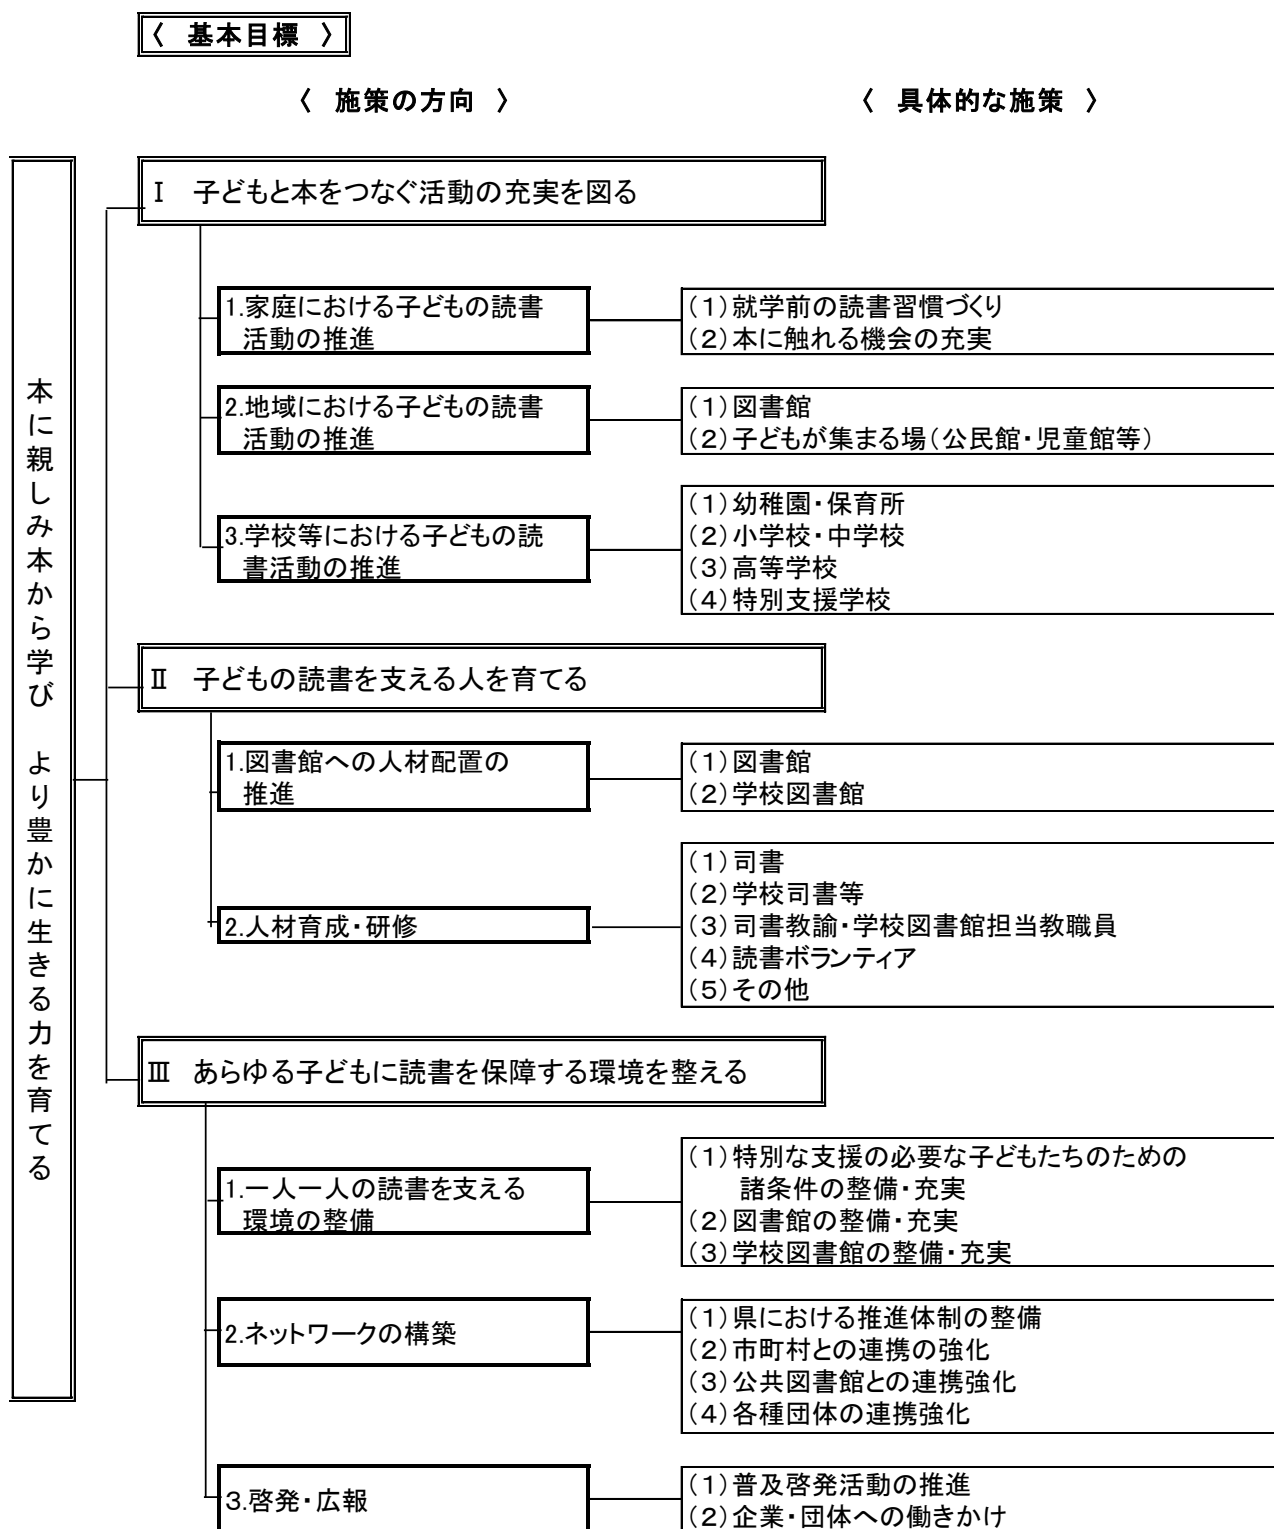 〈 基本目標 〉
〈 施策の方向 〉
〈 具体的な施策 〉
本に親しみ本から学び より豊かに生きる力を育てる
Ⅰ 子どもと本をつなぐ活動の充実を図る
1.家庭における子どもの読書
活動の推進
(1)就学前の読書習慣づくり
(2)本に触れる機会の充実
2.地域における子どもの読書
活動の推進
(1)図書館
(2)子どもが集まる場(公民館・児童館等)
3.学校等における子どもの読
書活動の推進
(1)幼稚園・保育所
(2)小学校・中学校
(3)高等学校
(4)特別支援学校
Ⅱ 子どもの読書を支える人を育てる
1.図書館への人材配置の
推進
(1)図書館
(2)学校図書館
2.人材育成・研修
(1)司書
(2)学校司書等
(3)司書教諭・学校図書館担当教職員
(4)読書ボランティア
(5)その他
Ⅲ あらゆる子どもに読書を保障する環境を整える
1.一人一人の読書を支える
環境の整備
(1)特別な支援の必要な子どもたちのための
諸条件の整備・充実
(2)図書館の整備・充実
(3)学校図書館の整備・充実
2.ネットワークの構築
(1)県における推進体制の整備
(2)市町村との連携の強化
(3)公共図書館との連携強化
(4)各種団体の連携強化
3.啓発・広報
(1)普及啓発活動の推進
(2)企業・団体への働きかけ